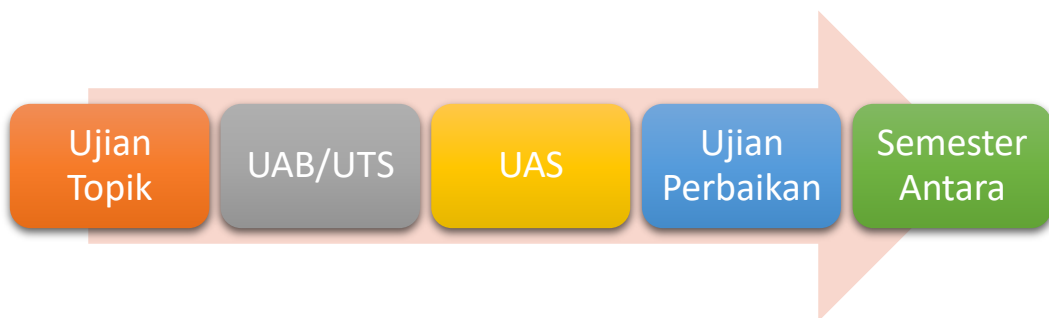 Ujian
Topik
UAB/UTS
UAS
Ujian
Perbaikan
Semester
Antara